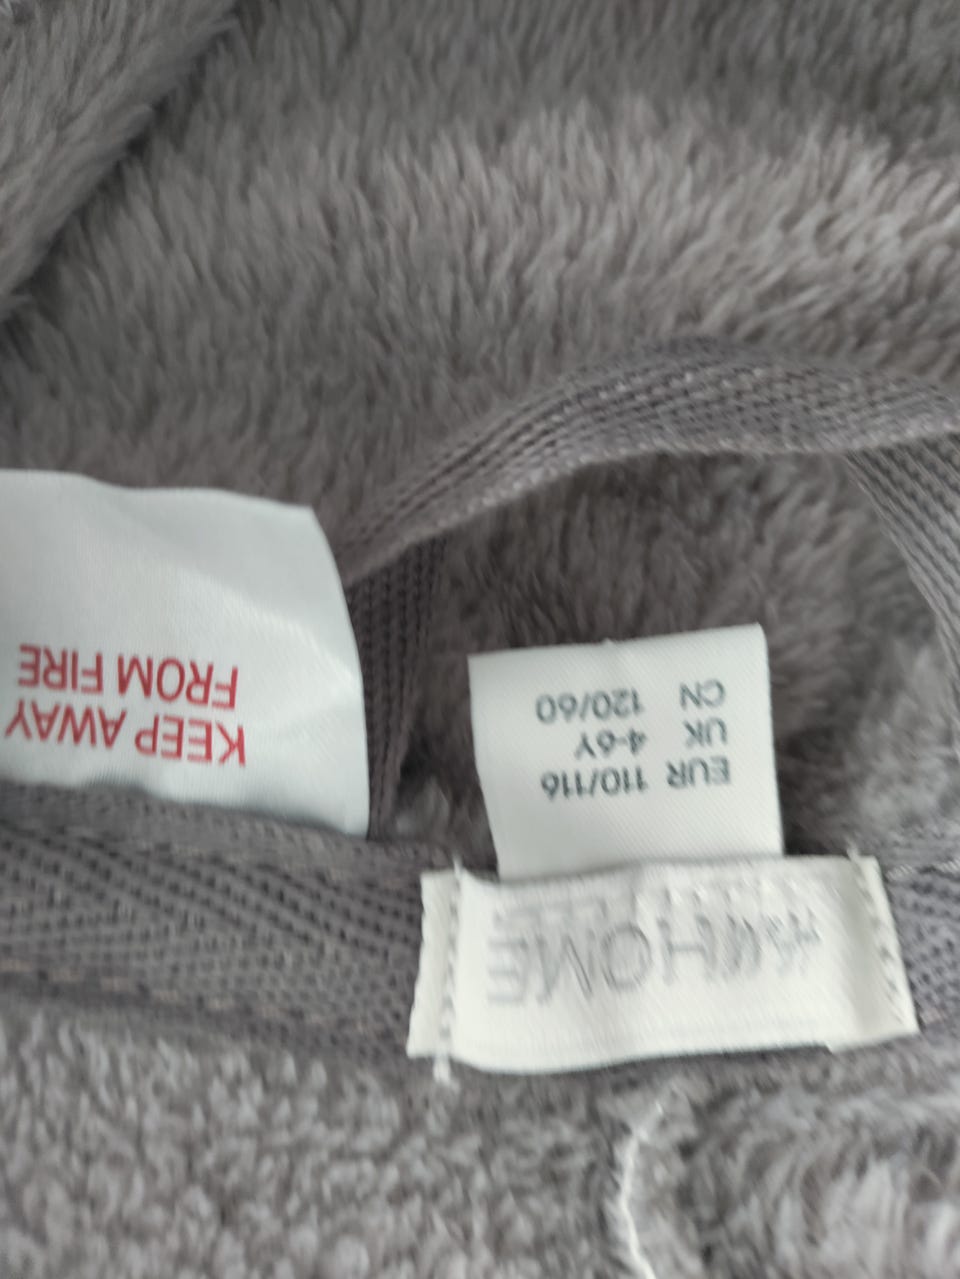 KEEP AWAY
FROM FIRE
EUR 110/116
UK 4-6Y
CN 120/60
H&M HOME